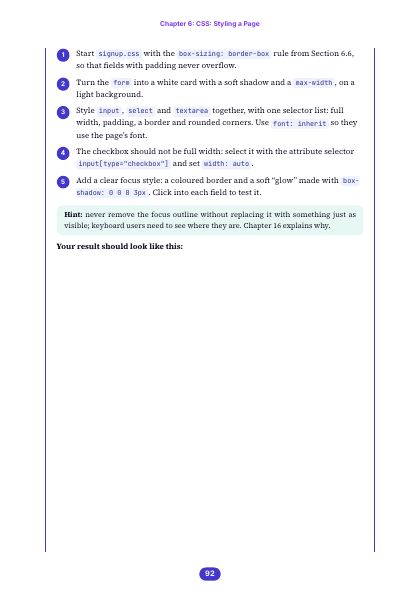 Chapter 6: CSS: Styling a Page
1 Start signup.css with the box-sizing: border-box rule from Section 6.6,
so that fields with padding never overflow.
2 Turn the form into a white card with a soft shadow and a max-width, on a
light background.
3 Style input, select and textarea together, with one selector list: full
width, padding, a border and rounded corners. Use font: inherit so they
use the page's font.
4 The checkbox should not be full width: select it with the attribute selector
input[type="checkbox"] and set width: auto.
5 Add a clear focus style: a coloured border and a soft “glow” made with box-
shadow: 0 0 0 3px. Click into each field to test it.
Hint: never remove the focus outline without replacing it with something just as
visible; keyboard users need to see where they are. Chapter 16 explains why.
Your result should look like this:
92